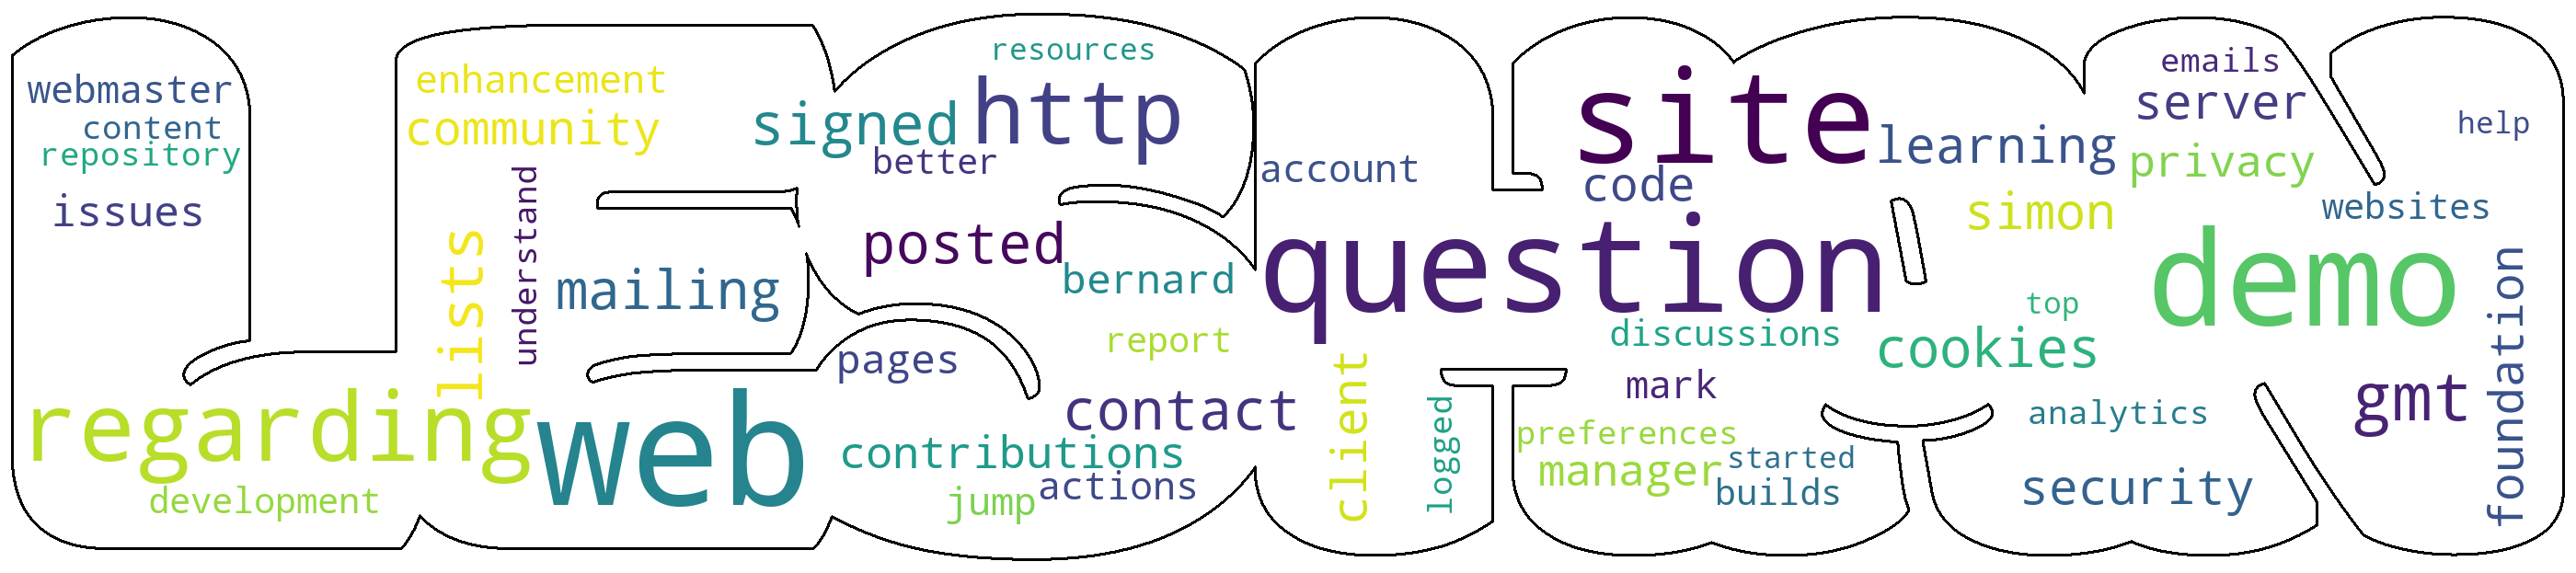 webmaster
content
repository
issues
regarding
development
enhancement
community
lists
understand
mailing
web
resources
signed
http
better
posted
bernard
report
pages
contact
contributions
jump
actions
account
question
client
logged
site
code
learning
discussions
mark
preferences
manager
started
builds
emails
server
privacy
simon
help
websites
demo
top
cookies
analytics
security
gmt
foundation